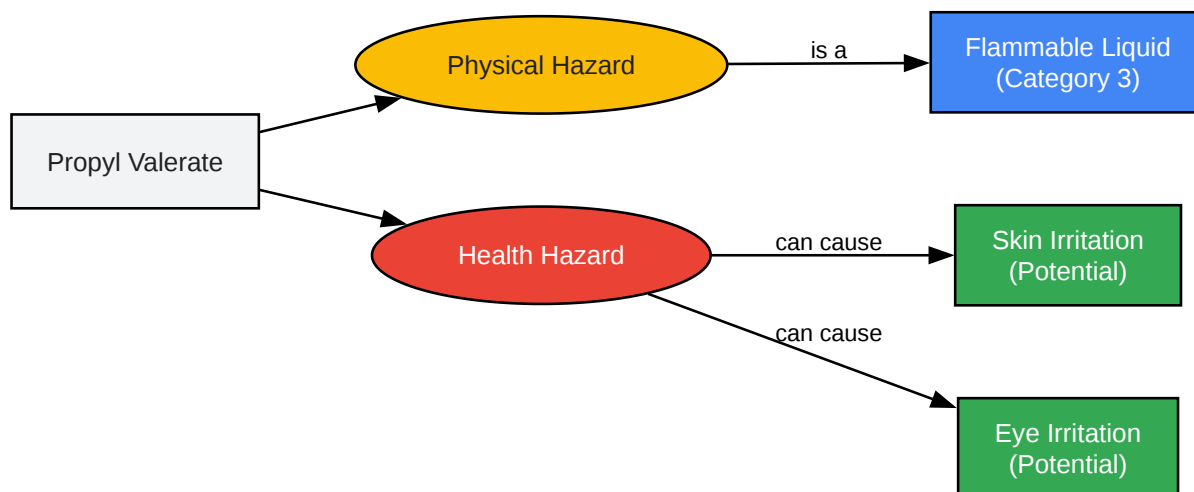 Physical Hazard
is a
Flammable Liquid
(Category 3)
Propyl Valerate
Health Hazard
can cause
Skin Irritation
(Potential)
can cause
Eye Irritation
(Potential)